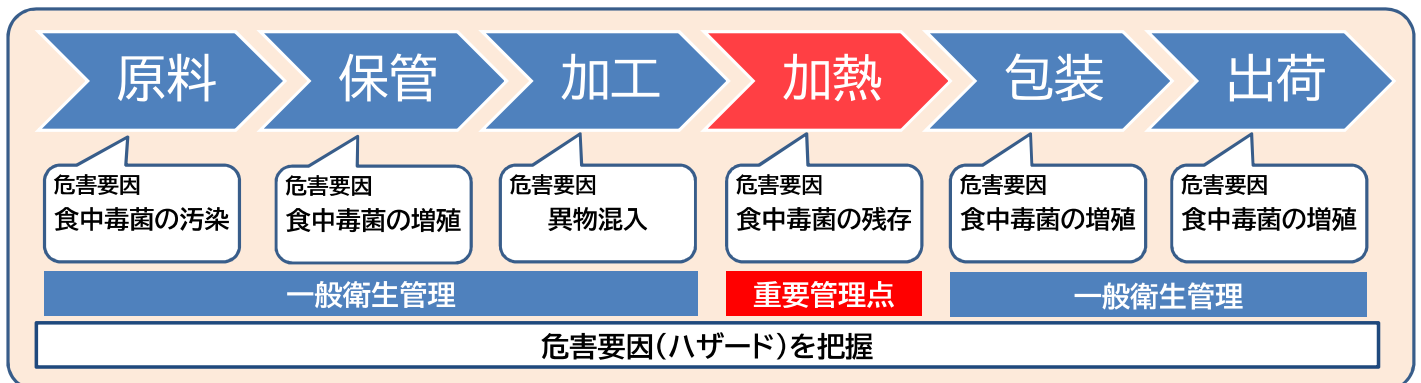 原料
保管
加工
加熱
包装
出荷
危害要因
食中毒菌の汚染
危害要因
食中毒菌の増殖
危害要因
異物混入
危害要因
食中毒菌の残存
危害要因
食中毒菌の増殖
危害要因
食中毒菌の増殖
一般衛生管理
重要管理点
一般衛生管理
危害要因(ハザード)を把握